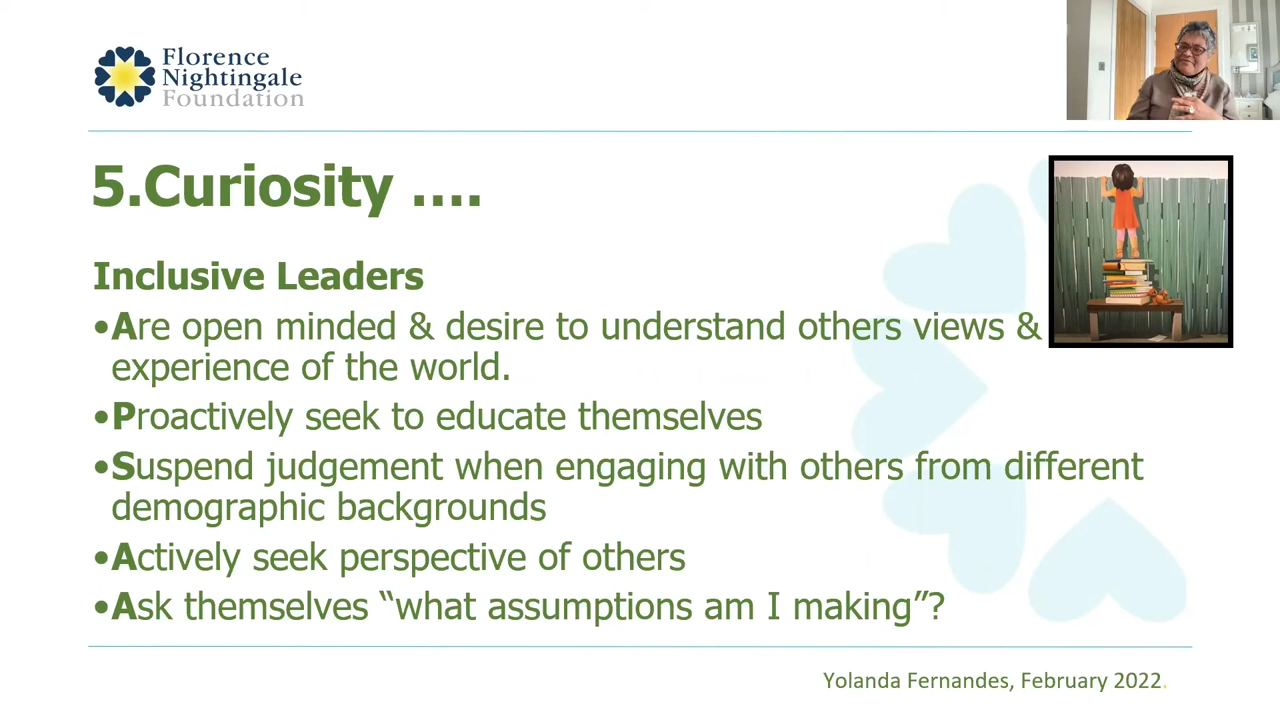 Florence
Nightingale
Foundation
5.Curiosity ....
Inclusive Leaders
•Are open minded & desire to understand others views &
experience of the world.
•Proactively seek to educate themselves
•Suspend judgement when engaging with others from different
demographic backgrounds
•Actively seek perspective of others
•Ask themselves “what assumptions am I making”?
Yolanda Fernandes, February 2022.